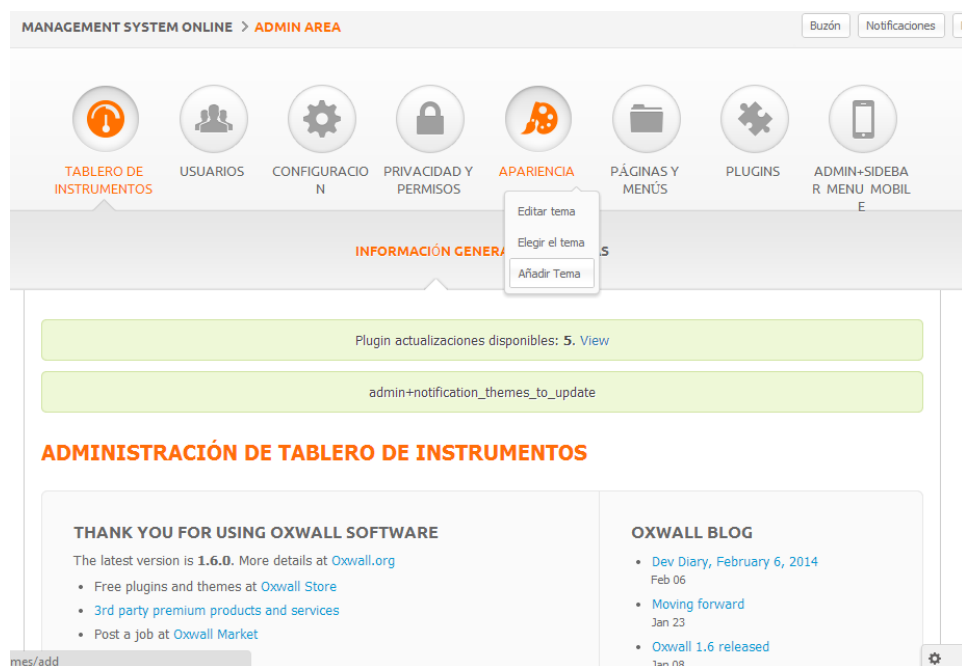 MANAGEMENT SYSTEM ONLINE > ADMIN AREA
Buzón
Notificaciones
TABLERO DE
INSTRUMENTOS
USUARIOS
CONFIGURACIO
N
PRIVACIDAD Y
PERMISOS
APARIENCIA
PÁGINAS Y
MENÚS
PLUGINS
ADMIN+SIDEBA
R MENU MOBIL
E
Editar tema
Elegir el tema
Añadir Tema
INFORMACIÓN GENERA
S
Plugin actualizaciones disponibles: 5. View
admin+notification_themes_to_update
ADMINISTRACIÓN DE TABLERO DE INSTRUMENTOS
THANK YOU FOR USING OXWALL SOFTWARE
The latest version is 1.6.0. More details at Oxwall.org
• Free plugins and themes at Oxwall Store
• 3rd party premium products and services
• Post a job at Oxwall Market
OXWALL BLOG
• Dev Diary, February 6, 2014
Feb 06
• Moving forward
Jan 23
• Oxwall 1.6 released
Jan 08
mes/add